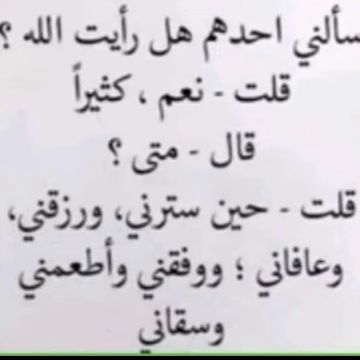 سألني احدهم هل رأيت الله ؟
قلت - نعم ، كثيراً
قال - متى ؟
قلت - حين سترني، ورزقني،
وعافاني ؛ ووفقني وأطعمني
وسقاني